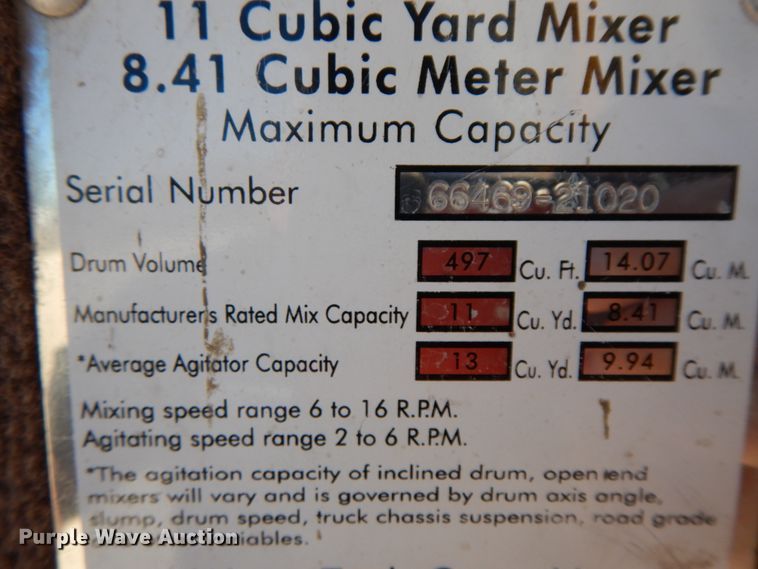 11 Cubic Yard Mixer
8.41 Cubic Meter Mixer
Maximum Capacity
Serial Number 66469-21020
Drum Volume 497 Cu. Ft. 14.07 Cu. M.
Manufacturer's Rated Mix Capacity 11 Cu. Yd. 8.41 Cu. M.
*Average Agitator Capacity 13 Cu. Yd. 9.94 Cu. M.
Mixing speed range 6 to 16 R.P.M.
Agitating speed range 2 to 6 R.P.M.
*The agitation capacity of inclined drum, open end
mixers will vary and is governed by drum axis angle,
slump, drum speed, truck chassis suspension, road grade
Purple Wave Auction